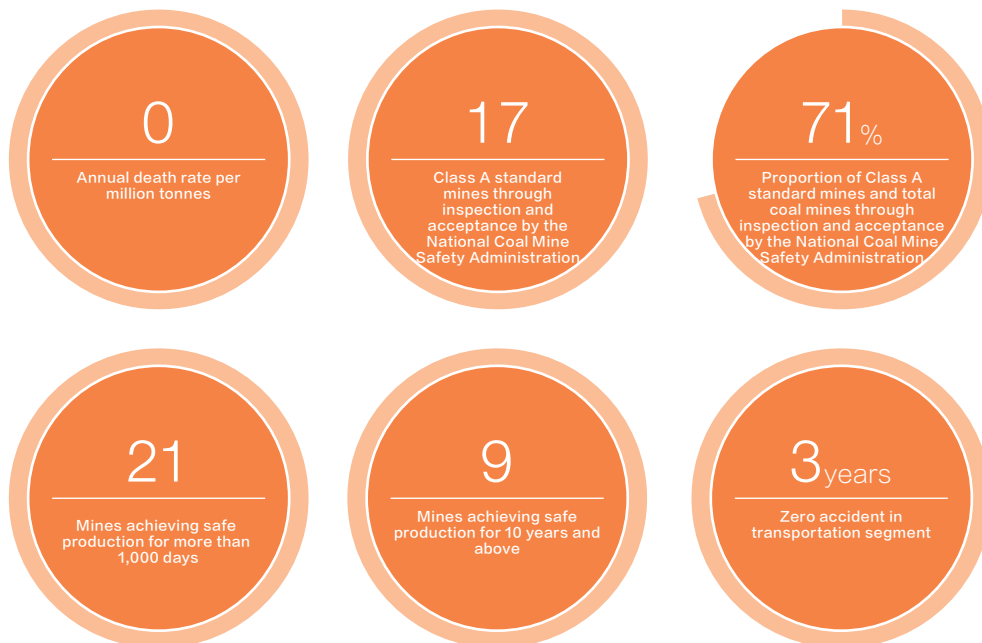 0
Annual death rate per
million tonnes
17
Class A standard
mines through
inspection and
acceptance by the
National Coal Mine
Safety Administration
71%
Proportion of Class A
standard mines and total
coal mines through
inspection and acceptance
by the National Coal Mine
Safety Administration
21
Mines achieving safe
production for more than
1,000 days
9
Mines achieving safe
production for 10 years and
above
3 years
Zero accident in
transportation segment